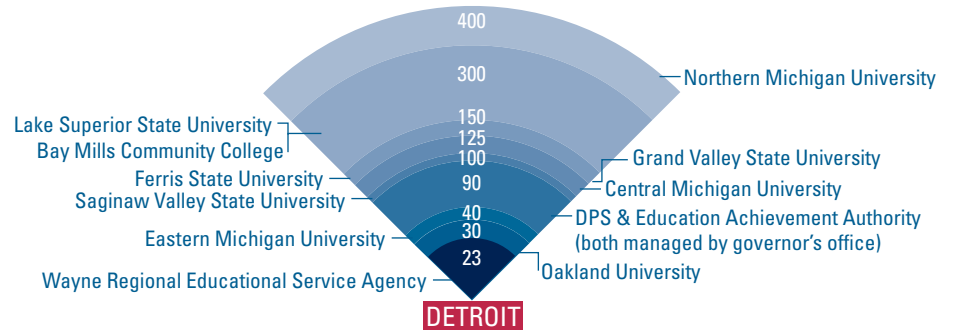 400
300
150
125
100
90
40
30
23
Northern Michigan University
Lake Superior State University
Bay Mills Community College
Ferris State University
Saginaw Valley State University
Eastern Michigan University
Wayne Regional Educational Service Agency
Grand Valley State University
Central Michigan University
DPS & Education Achievement Authority
(both managed by governor's office)
Oakland University
DETROIT